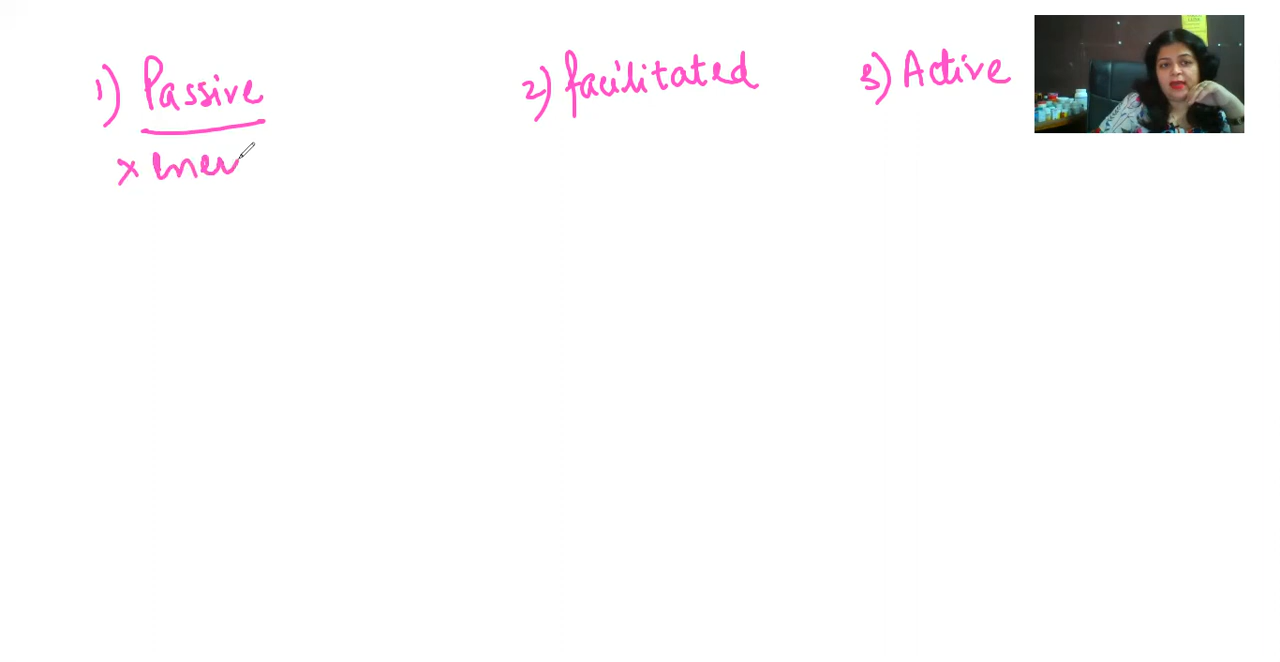 1) Passive 2) facilitated 3) Active
x ener